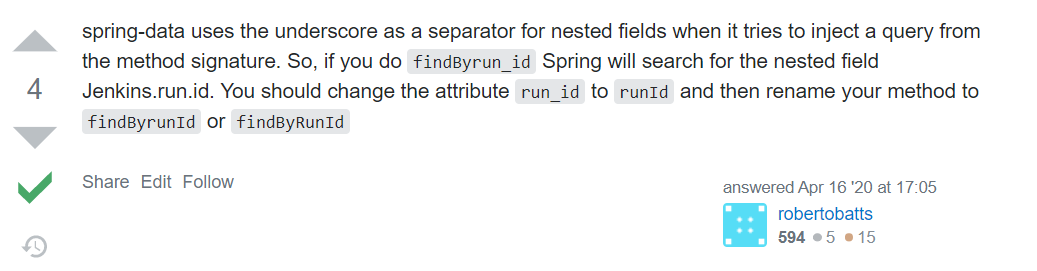 spring-data uses the underscore as a separator for nested fields when it tries to inject a query from
the method signature. So, if you do findByrun_id Spring will search for the nested field
Jenkins.run.id. You should change the attribute run_id to runId and then rename your method to
findByrunId or findByRunId
4
Share Edit Follow
answered Apr 16 '20 at 17:05
robertobatts
594 5 15